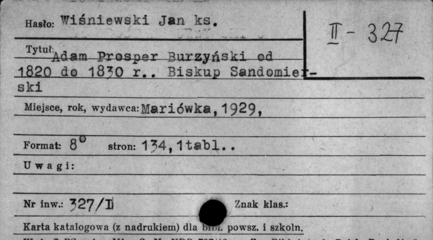 Hasło: Wiśniewski Jan ks.
II - 327
Tytuł: Adam Prosper Burzyński od
1820 do 1830 r.. Biskup Sandomier-
ski
Miejsce, rok, wydawca: Mariówka, 1929,
Format: 8° stron: 134, 1tabl..
Uwagi:
Nr inw.: 327/I Znak klas.:
Karta katalogowa (z nadrukiem) dla bibl. powsz. i szkoln.